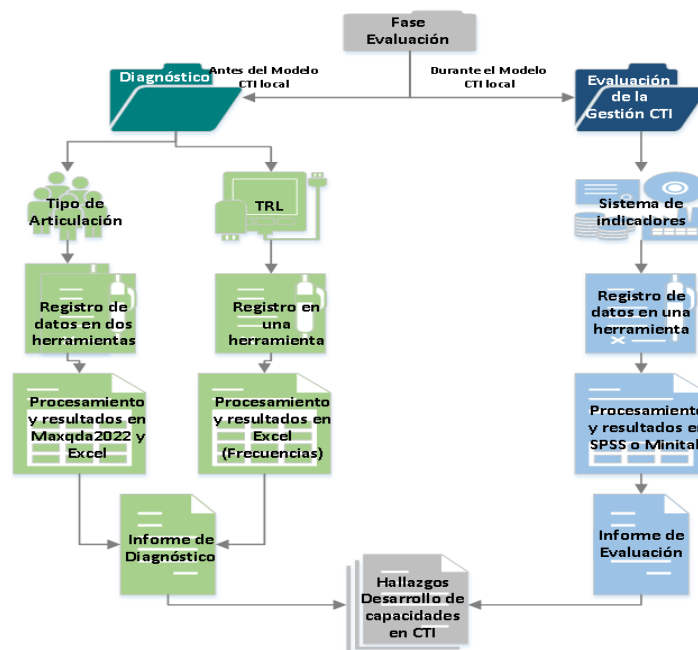 Fase
Evaluación
Diagnóstico
Antes del Modelo
CTI local
Durante el Modelo
CTI local
Evaluación
de la
Gestión CTI
Tipo de
Articulación
TRL
Sistema de
indicadores
Registro de
datos en dos
herramientas
Registro en
una
herramienta
Registro de
datos en una
herramienta
Procesamiento
y resultados en
Maxqda2022 y
Excel
Procesamiento
y resultados en
Excel
(Frecuencias)
Procesamiento
y resultados en
SPSS o Minitab
Informe de
Diagnóstico
Informe de
Evaluación
Hallazgos
Desarrollo de
capacidades
en CTI